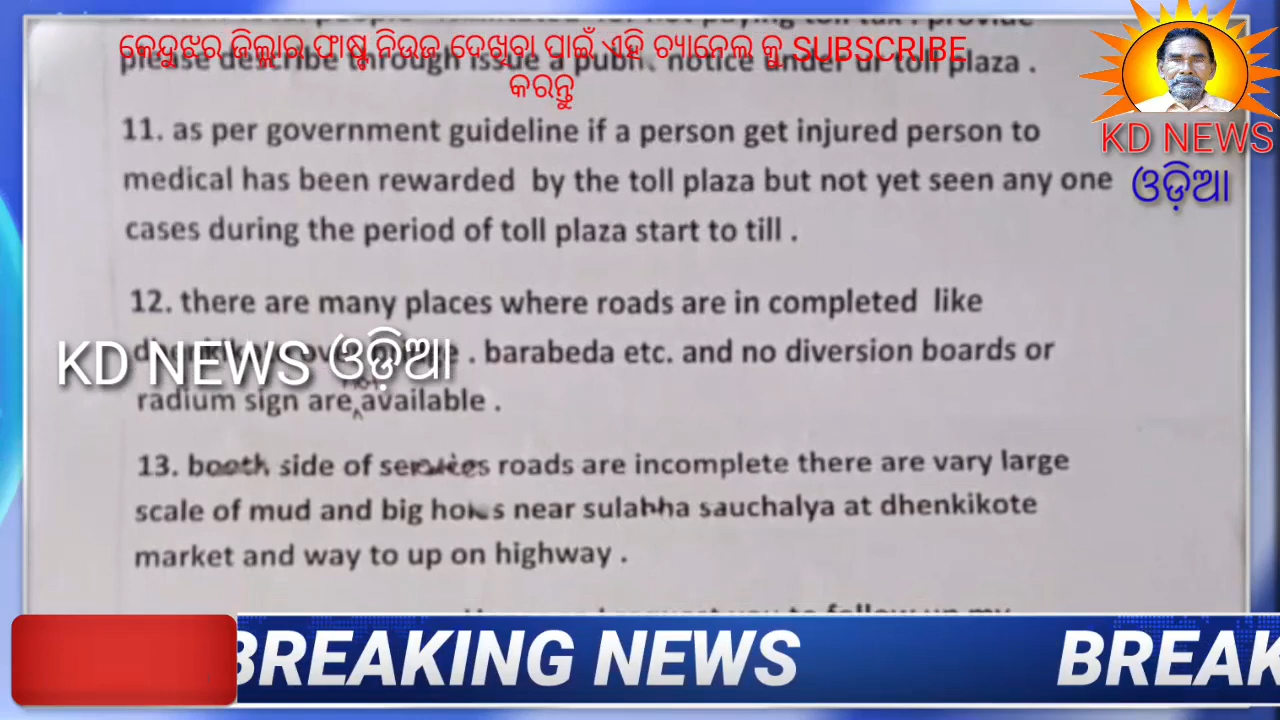 କେନ୍ଦୁଝର ଜିଲ୍ଲାର ଫାଷ୍ଟ ନିଉଜ ଦେଖିବା ପାଇଁ ଏହି ଚ୍ୟାନେଲ କୁ SUBSCRIBE
କରନ୍ତୁ
please describe through issue a notice under ur toll plaza .
KD NEWS
ଓଡ଼ିଆ
11. as per government guideline if a person get injured person to
medical has been rewarded by the toll plaza but not yet seen any one
cases during the period of toll plaza start to till .
12. there are many places where roads are in completed like
KD NEWS ଓଡ଼ିଆ
. barabeda etc. and no diversion boards or
not
radium sign are available .
13. booth side of services roads are incomplete there are vary large
scale of mud and big holes near sulabha sauchalya at dhenkikote
market and way to up on highway .
BREAKING NEWS
BREAK